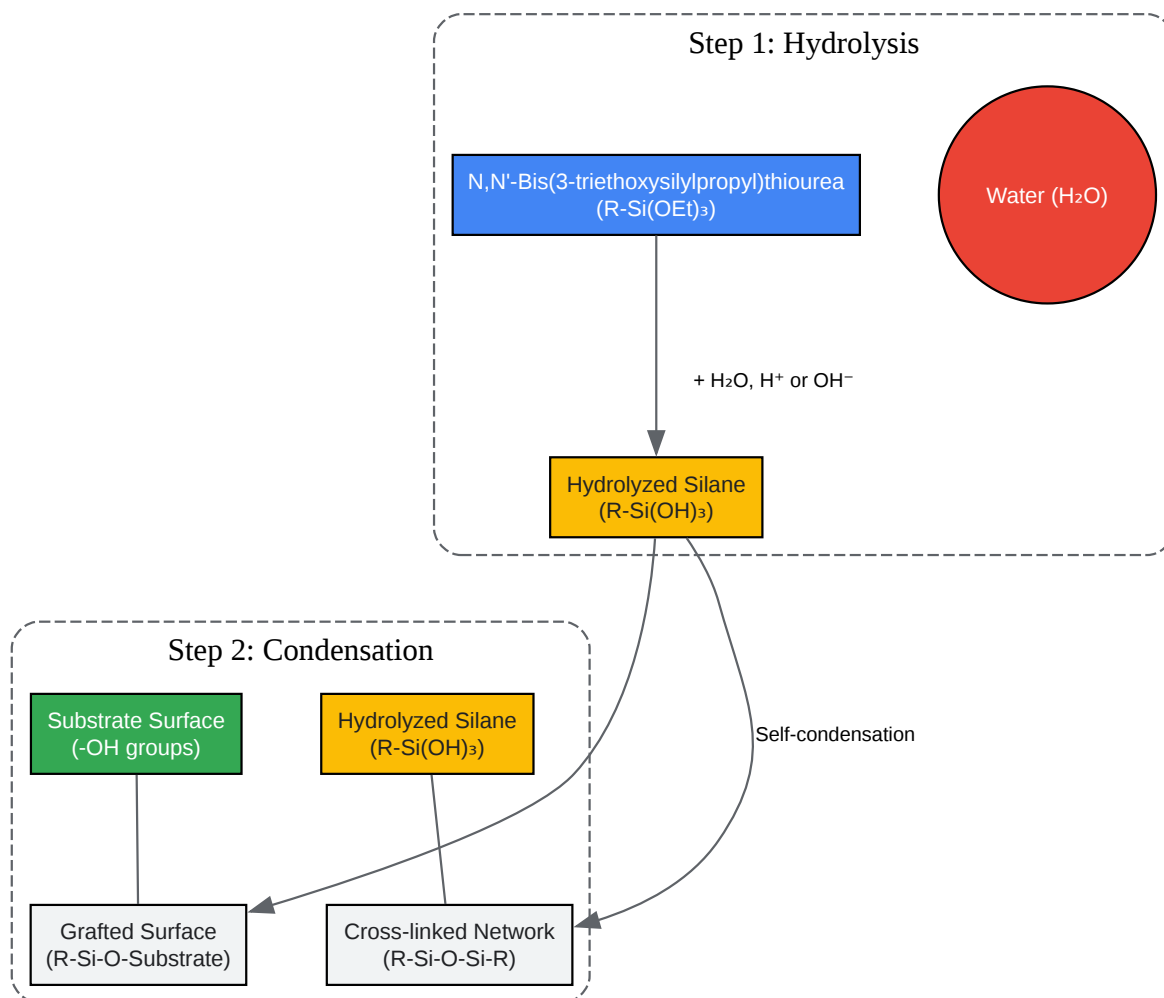 Step 1: Hydrolysis
N,N'-Bis(3-triethoxysilylpropyl)thiourea
(R-Si(OEt)₃)
Water (H₂O)
+ H₂O, H⁺ or OH⁻
Hydrolyzed Silane
(R-Si(OH)₃)
Step 2: Condensation
Substrate Surface
(-OH groups)
Hydrolyzed Silane
(R-Si(OH)₃)
Self-condensation
Grafted Surface
(R-Si-O-Substrate)
Cross-linked Network
(R-Si-O-Si-R)